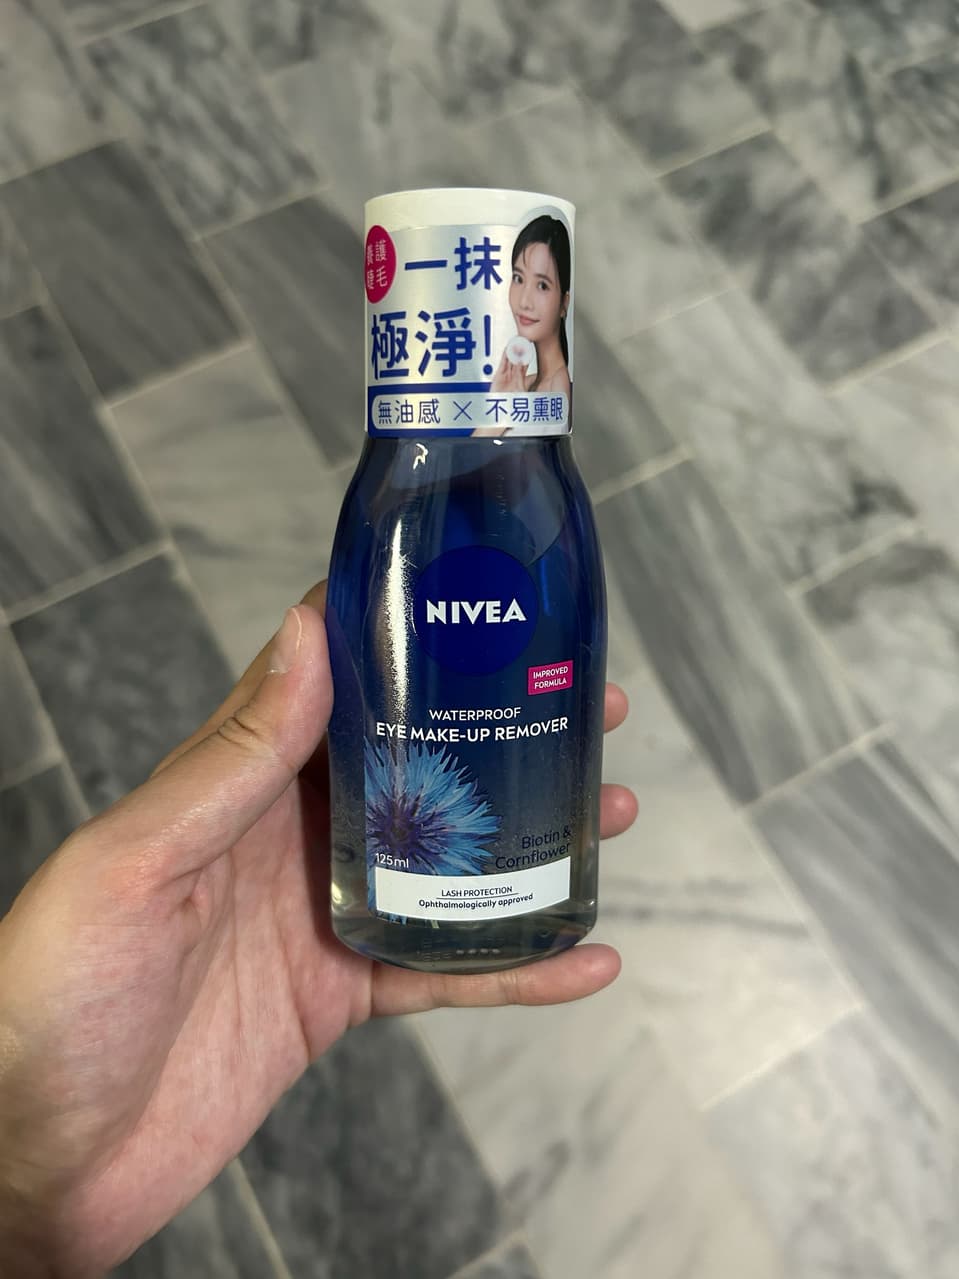 養護
睫毛
一抹
極淨!
無油感 × 不易熏眼
NIVEA
IMPROVED
FORMULA
WATERPROOF
EYE MAKE-UP REMOVER
Biotin &
Cornflower
125ml
LASH PROTECTION
Ophthalmologically approved